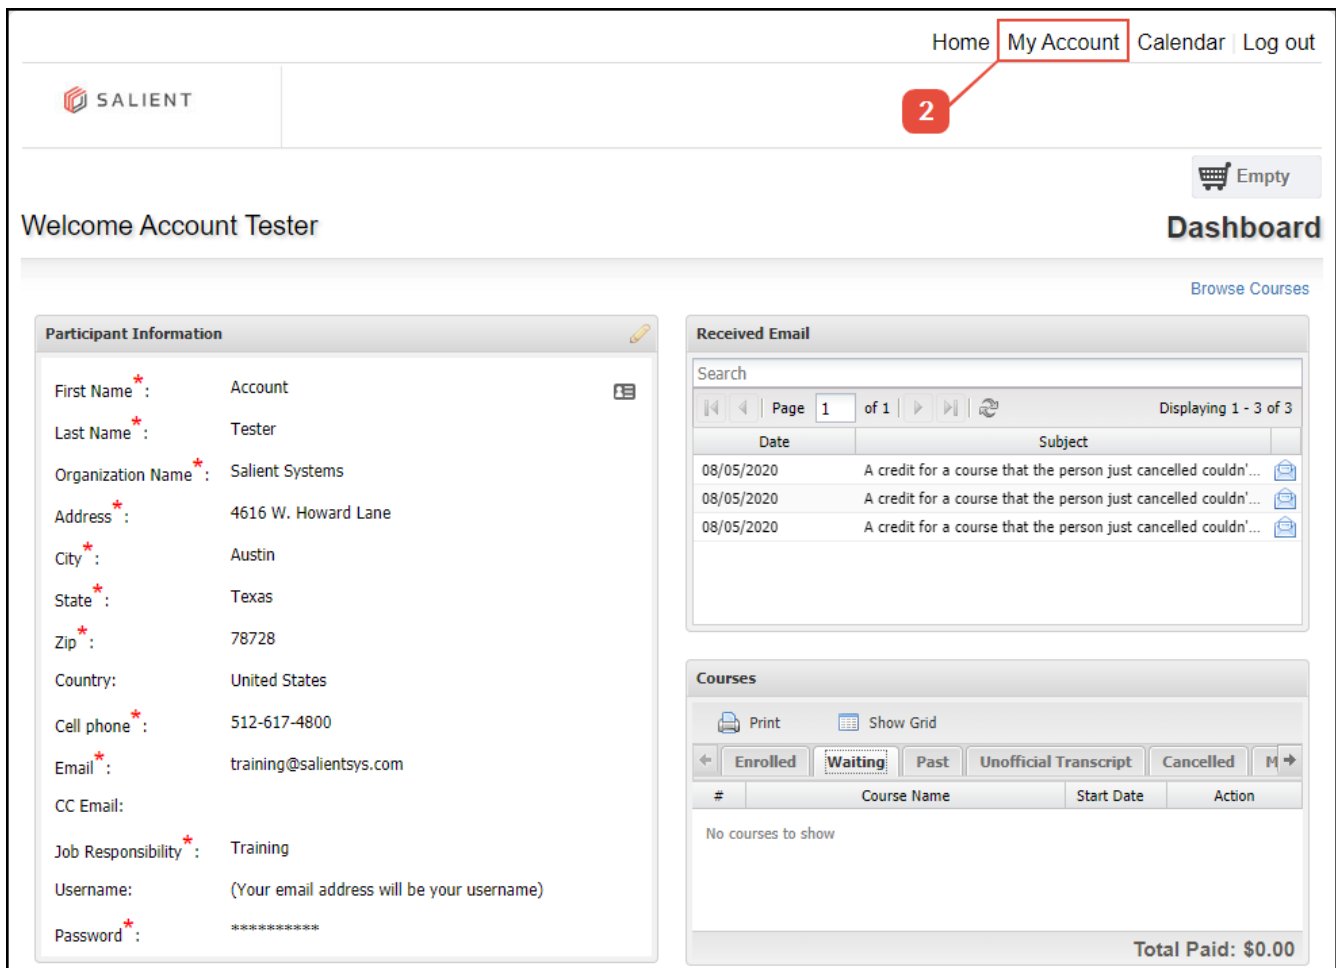 Home My Account Calendar Log out
SALIENT
2
Empty
Welcome Account Tester
Dashboard
Browse Courses
Participant Information
First Name*: Account
Last Name*: Tester
Organization Name*: Salient Systems
Address*: 4616 W. Howard Lane
City*: Austin
State*: Texas
Zip*: 78728
Country: United States
Cell phone*: 512-617-4800
Email*: training@salientsys.com
CC Email:
Job Responsibility*: Training
Username: (Your email address will be your username)
Password*: **********
Received Email
Search
Page 1 of 1 Displaying 1 - 3 of 3
Date Subject
08/05/2020 A credit for a course that the person just cancelled couldn'...
08/05/2020 A credit for a course that the person just cancelled couldn'...
08/05/2020 A credit for a course that the person just cancelled couldn'...
Courses
Print Show Grid
Enrolled Waiting Past Unofficial Transcript Cancelled M
# Course Name Start Date Action
No courses to show
Total Paid: $0.00